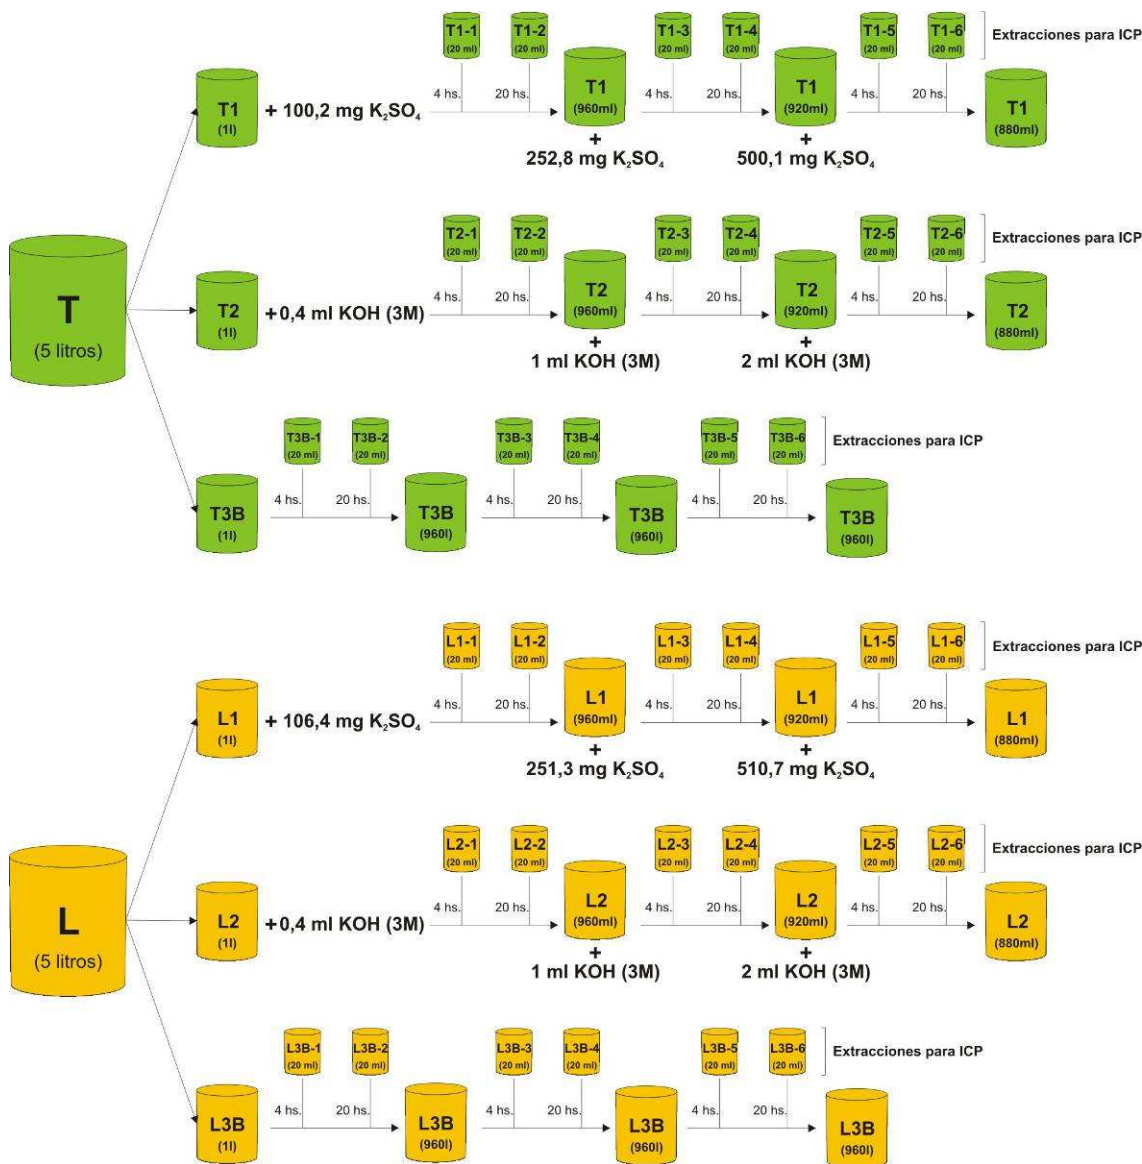 T1-1 T1-2 T1-3 T1-4 T1-5 T1-6 Extracciones para ICP
(20 ml) (20 ml) (20 ml) (20 ml) (20 ml) (20 ml)
T1 + 100,2 mg K₂SO₄ 4 hs. 20 hs. T1 4 hs. 20 hs. T1 4 hs. 20 hs. T1
(1l) (960ml) (920ml) (880ml)
+ +
252,8 mg K₂SO₄ 500,1 mg K₂SO₄
T2-1 T2-2 T2-3 T2-4 T2-5 T2-6 Extracciones para ICP
(20 ml) (20 ml) (20 ml) (20 ml) (20 ml) (20 ml)
T
(5 litros)
T2 +0,4 ml KOH (3M) 4 hs. 20 hs. T2 4 hs. 20 hs. T2 4 hs. 20 hs. T2
(1l) (960ml) (920ml) (880ml)
+ +
1 ml KOH (3M) 2 ml KOH (3M)
T3B-1 T3B-2 T3B-3 T3B-4 T3B-5 T3B-6 Extracciones para ICP
(20 ml) (20 ml) (20 ml) (20 ml) (20 ml) (20 ml)
T3B 4 hs. 20 hs. T3B 4 hs. 20 hs. T3B 4 hs. 20 hs. T3B
(1l) (960l) (960l) (960l)
L1-1 L1-2 L1-3 L1-4 L1-5 L1-6 Extracciones para ICP
(20 ml) (20 ml) (20 ml) (20 ml) (20 ml) (20 ml)
L1 + 106,4 mg K₂SO₄ 4 hs. 20 hs. L1 4 hs. 20 hs. L1 4 hs. 20 hs. L1
(1l) (960ml) (920ml) (880ml)
+ +
251,3 mg K₂SO₄ 510,7 mg K₂SO₄
L2-1 L2-2 L2-3 L2-4 L2-5 L2-6 Extracciones para ICP
(20 ml) (20 ml) (20 ml) (20 ml) (20 ml) (20 ml)
L
(5 litros)
L2 +0,4 ml KOH (3M) 4 hs. 20 hs. L2 4 hs. 20 hs. L2 4 hs. 20 hs. L2
(1l) (960ml) (920ml) (880ml)
+ +
1 ml KOH (3M) 2 ml KOH (3M)
L3B-1 L3B-2 L3B-3 L3B-4 L3B-5 L3B-6 Extracciones para ICP
(20 ml) (20 ml) (20 ml) (20 ml) (20 ml) (20 ml)
L3B 4 hs. 20 hs. L3B 4 hs. 20 hs. L3B 4 hs. 20 hs. L3B
(1l) (960l) (960l) (960l)